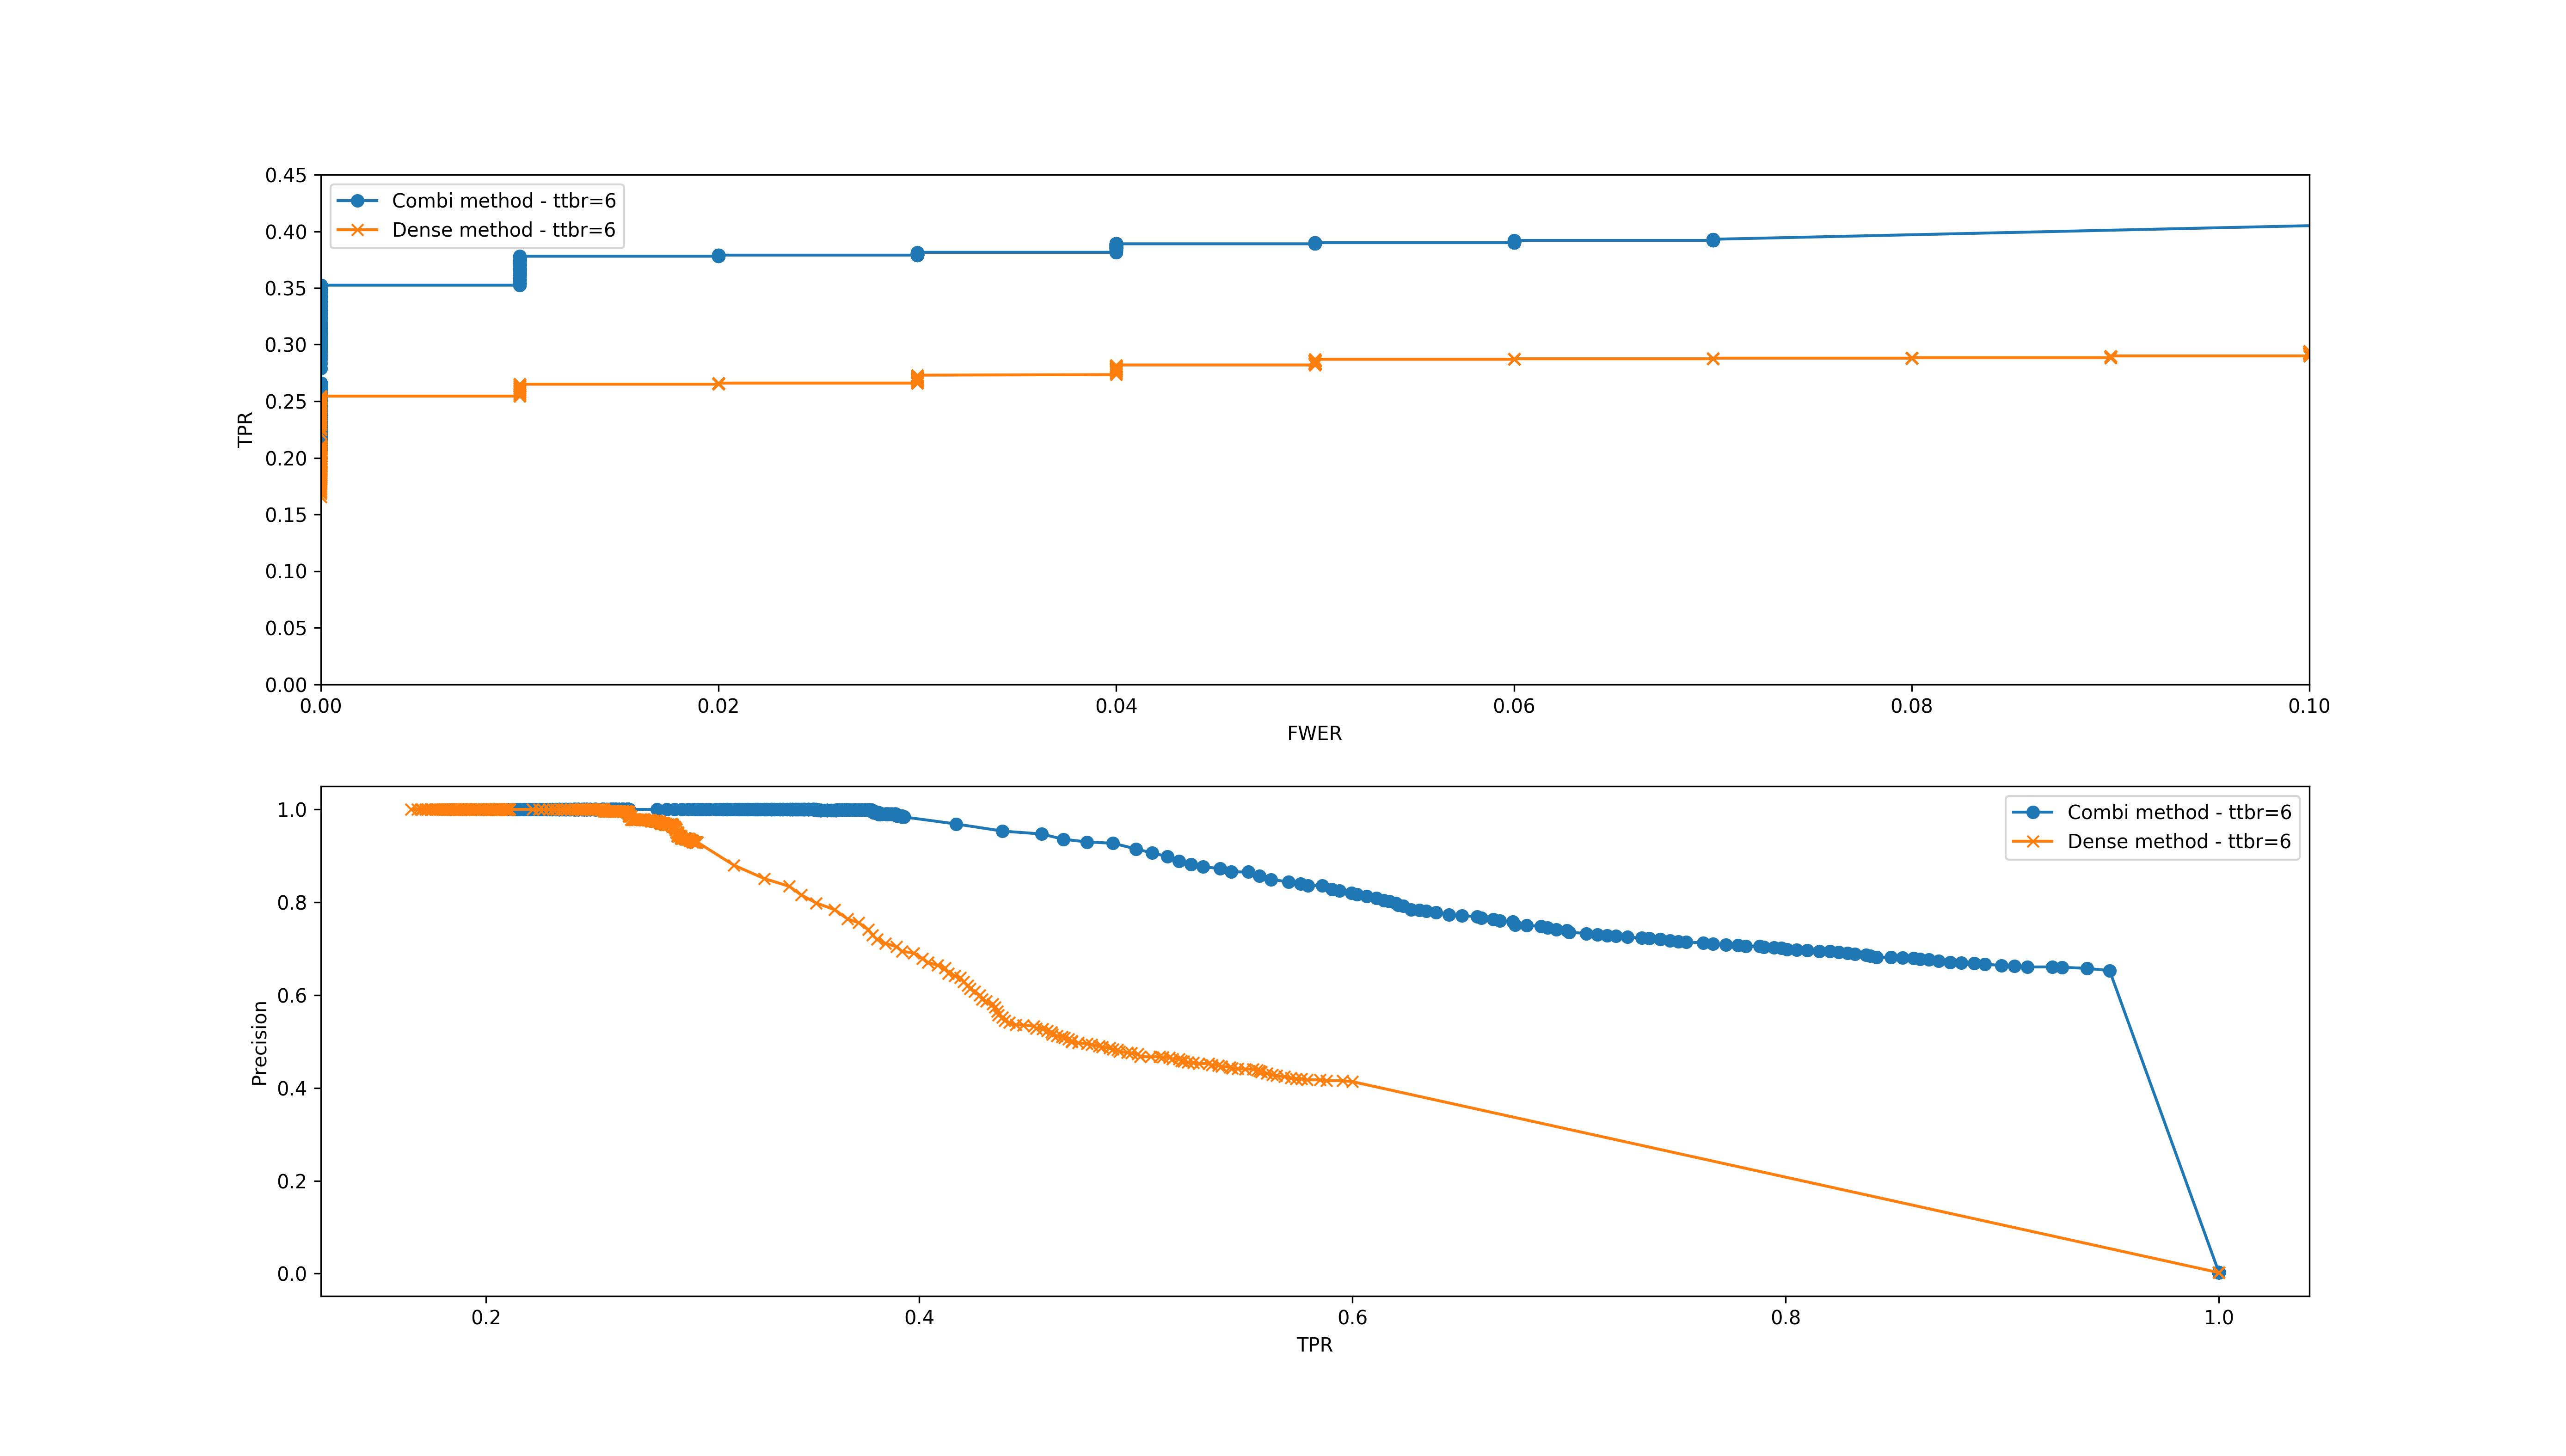 0.45
0.40
0.35
0.30
0.25
0.20
0.15
0.10
0.05
0.00
TPR
Combi method - ttbr=6
Dense method - ttbr=6
0.00 0.02 0.04 0.06 0.08 0.10
FWER
1.0
0.8
0.6
0.4
0.2
0.0
Precision
Combi method - ttbr=6
Dense method - ttbr=6
0.2 0.4 0.6 0.8 1.0
TPR